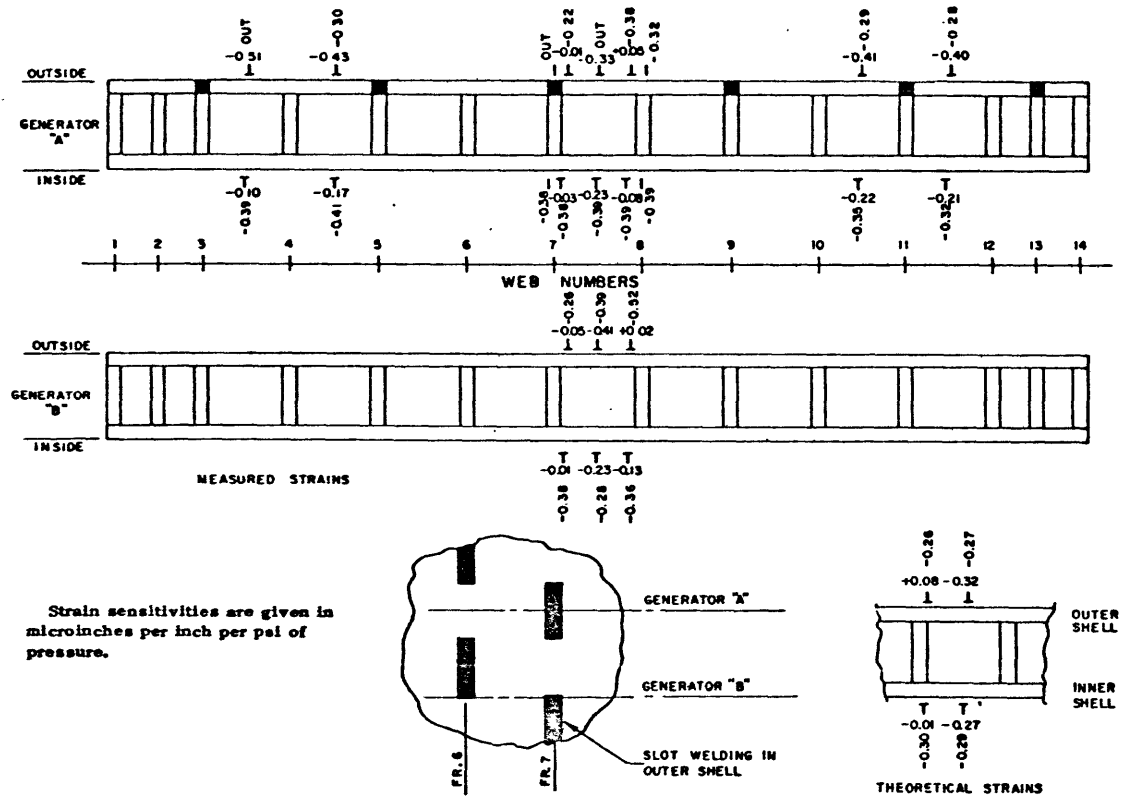 OUT
-0.30
OUT
-0.22
OUT
-0.38
-0.32
-0.29
-0.28
-0.51
-0.43
-0.01
-0.33
+0.05
-0.41
-0.40
OUTSIDE
GENERATOR
"A"
INSIDE
-0.10
-0.17
-0.03
-0.23
-0.08
-0.22
-0.21
-0.39
-0.41
-0.38
-0.38
-0.39
-0.39
-0.39
-0.35
-0.32
1 2 3 4 5 6 7 8 9 10 11 12 13 14
WEB NUMBERS
-0.26
-0.39
-0.52
-0.05 -0.41 +0.02
OUTSIDE
GENERATOR
"B"
INSIDE
-0.01 -0.23 -0.13
-0.38
-0.28
-0.36
MEASURED STRAINS
Strain sensitivities are given in
microinches per inch per psi of
pressure.
GENERATOR "A"
GENERATOR "B"
SLOT WELDING IN
OUTER SHELL
FR. 6
FR. 7
-0.26
-0.27
+0.08 -0.32
OUTER
SHELL
INNER
SHELL
-0.01 -0.27
-0.30
-0.29
THEORETICAL STRAINS